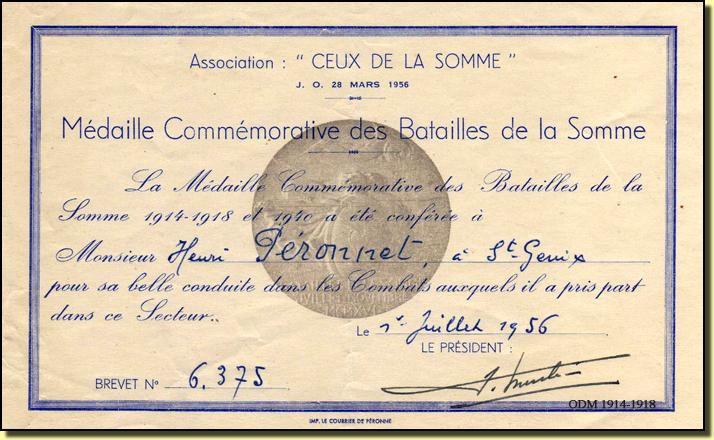 Association : " CEUX DE LA SOMME "
J. O. 28 MARS 1956
Médaille Commémorative des Batailles de la Somme
La Médaille Commémorative des Batailles de la
Somme 1914-1918 et 1940 a été conférée à
Monsieur Henri Péronnet, à St-Genix
pour sa belle conduite dans les Combats auxquels il a pris part
dans ce Secteur..
Le 1er Juillet 1956
LE PRÉSIDENT :
BREVET No 6.375
ODM 1914-1918
IMP. LE COURRIER DE PÉRONNE